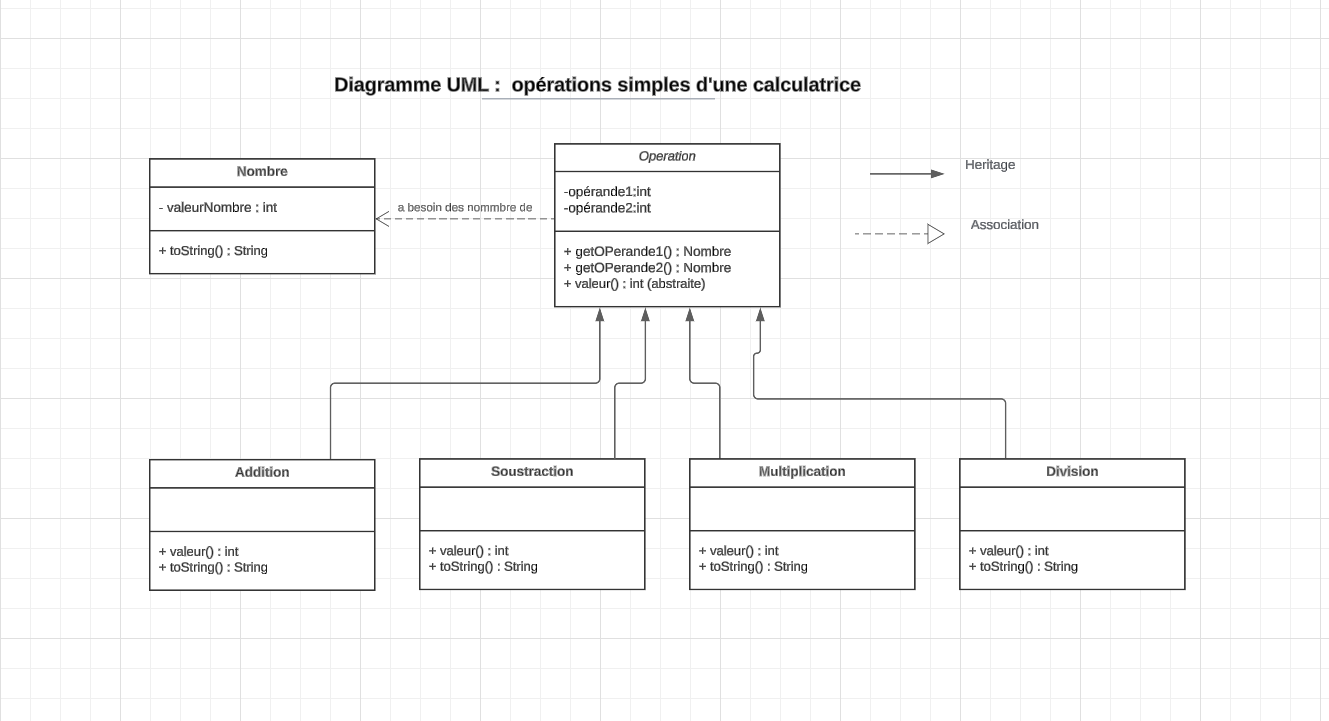 Diagramme UML :  opérations simples d'une calculatrice
Nombre
- valeurNombre : int
+ toString() : String
a besoin des nommbre de
Operation
-opérande1:int
-opérande2:int
+ getOPerande1() : Nombre
+ getOPerande2() : Nombre
+ valeur() : int (abstraite)
Heritage
Association
Addition
+ valeur() : int
+ toString() : String
Soustraction
+ valeur() : int
+ toString() : String
Multiplication
+ valeur() : int
+ toString() : String
Division
+ valeur() : int
+ toString() : String